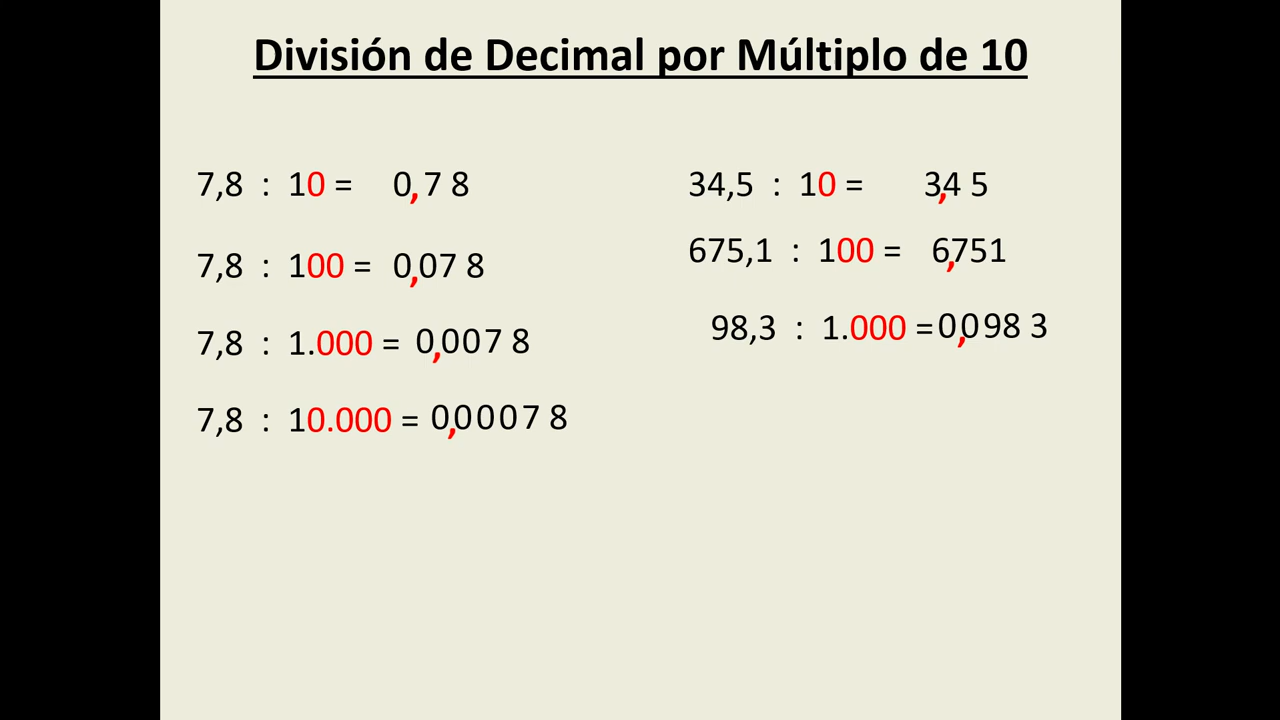 División de Decimal por Múltiplo de 10
7,8 : 10 = 0,7 8
7,8 : 100 = 0,07 8
7,8 : 1.000 = 0,007 8
7,8 : 10.000 = 0,0007 8
34,5 : 10 = 3,4 5
675,1 : 100 = 6,751
98,3 : 1.000 = 0,098 3